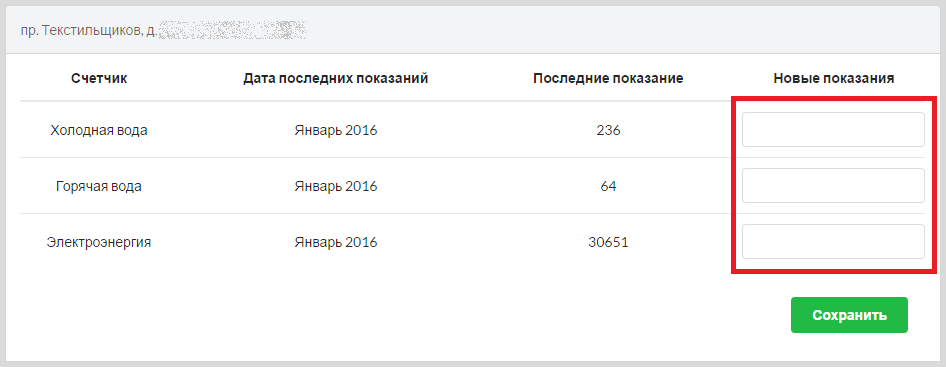 пр. Текстильщиков, д.
Счетчик Дата последних показаний Последние показание Новые показания
Холодная вода Январь 2016 236
Горячая вода Январь 2016 64
Электроэнергия Январь 2016 30651
Сохранить